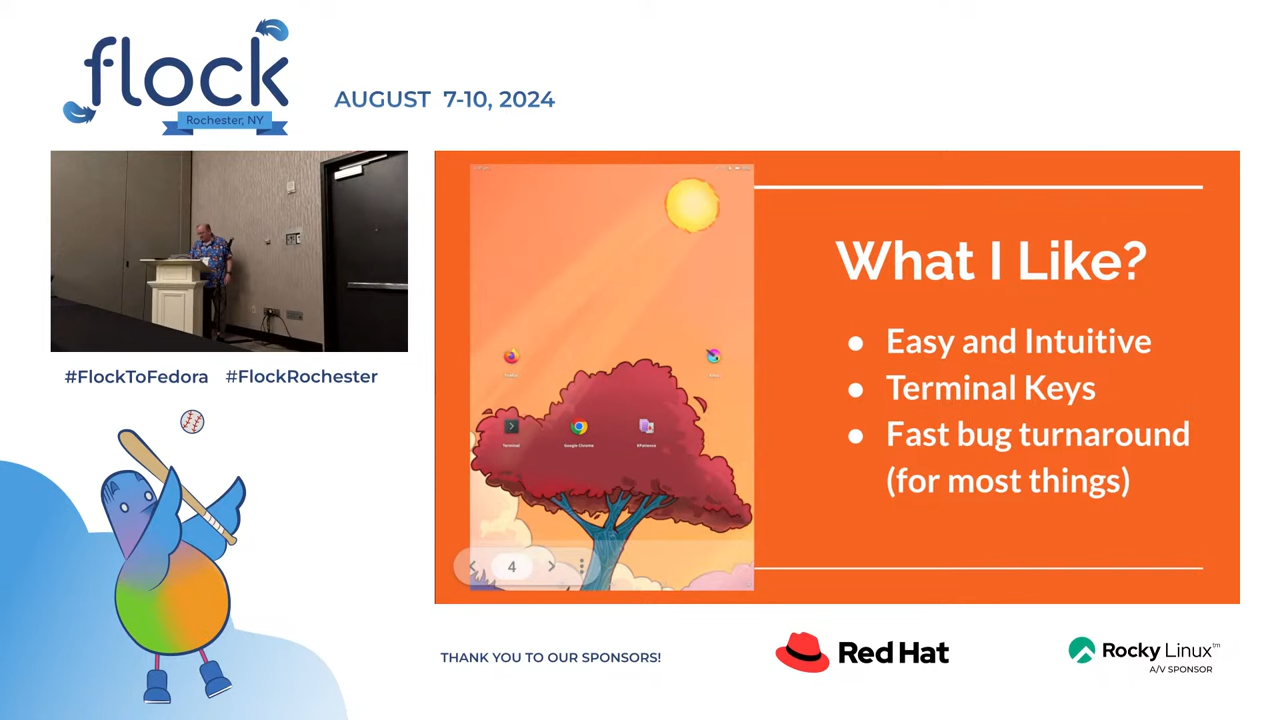 flock
Rochester, NY
AUGUST 7-10, 2024
#FlockToFedora #FlockRochester
What I Like?
● Easy and Intuitive
● Terminal Keys
● Fast bug turnaround
(for most things)
Terminal
Google Chrome
KPatience
< 4 >
THANK YOU TO OUR SPONSORS!
Red Hat
Rocky Linux™
A/V SPONSOR